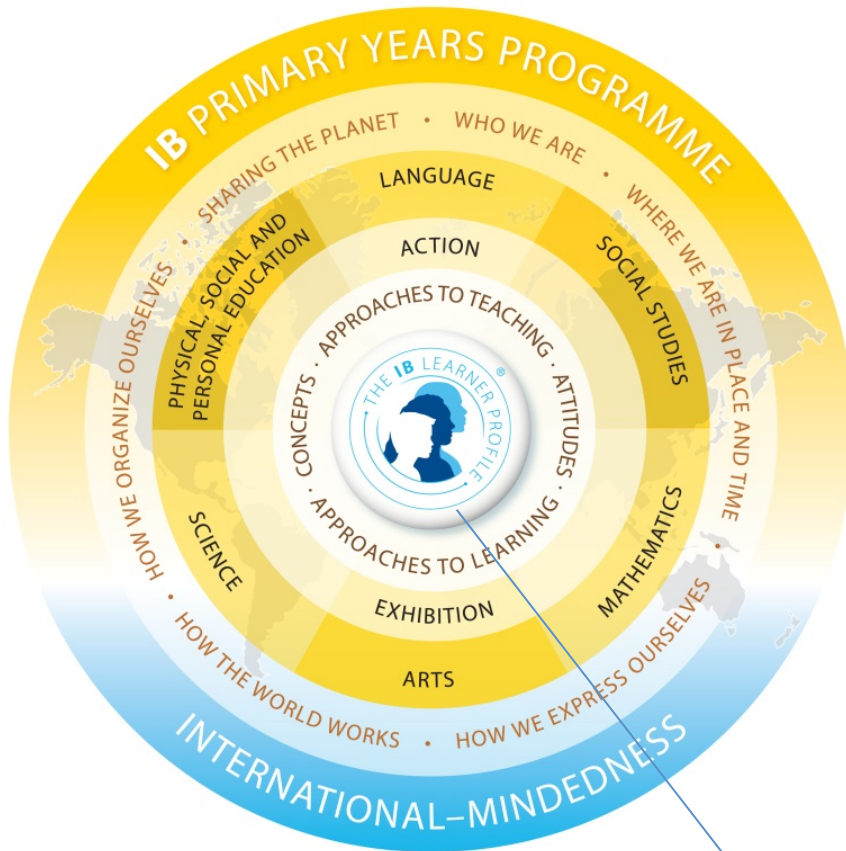 IB PRIMARY YEARS PROGRAMME
SHARING THE PLANET • WHO WE ARE • WHERE WE ARE IN PLACE AND TIME •
HOW WE EXPRESS OURSELVES • HOW THE WORLD WORKS • HOW WE ORGANIZE OURSELVES •
LANGUAGE
SOCIAL STUDIES
MATHEMATICS
ARTS
SCIENCE
PHYSICAL, SOCIAL AND
PERSONAL EDUCATION
ACTION
EXHIBITION
APPROACHES TO TEACHING •
ATTITUDES •
APPROACHES TO LEARNING •
CONCEPTS •
THE IB LEARNER PROFILE ®
INTERNATIONAL–MINDEDNESS